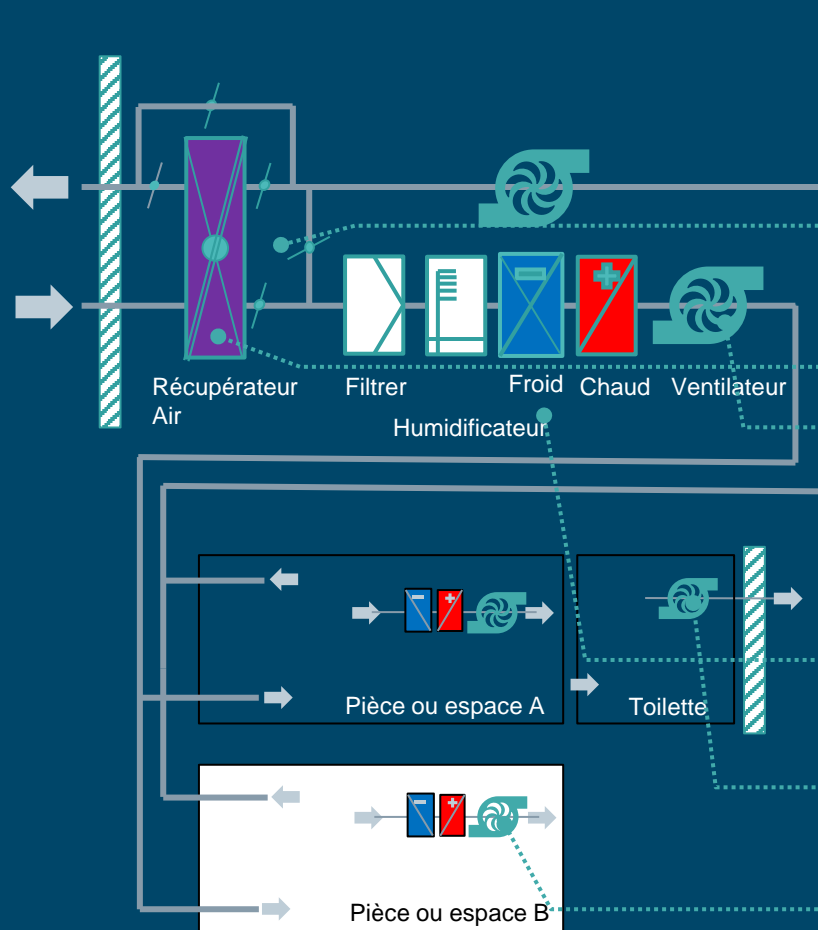 Récupérateur
Air
Filtrer
Froid
Chaud
Ventilateur
Humidificateur
Pièce ou espace A
Toilette
Pièce ou espace B